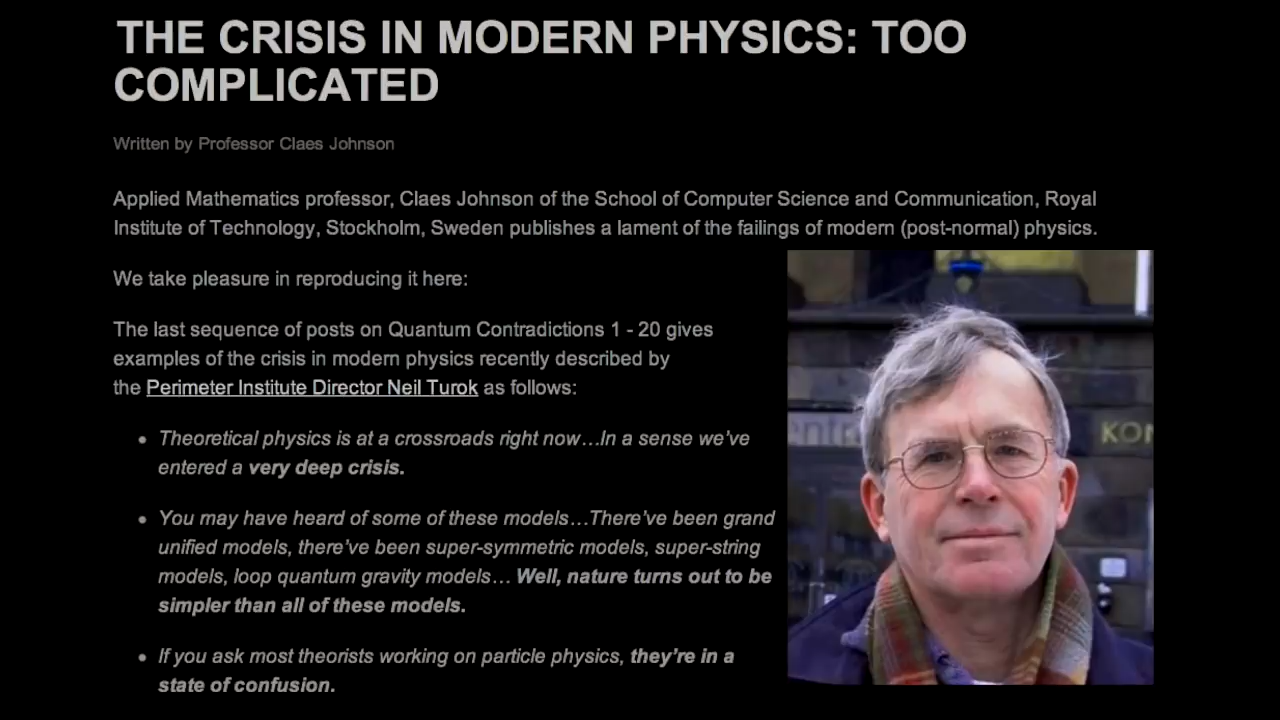 THE CRISIS IN MODERN PHYSICS: TOO
COMPLICATED
Written by Professor Claes Johnson
Applied Mathematics professor, Claes Johnson of the School of Computer Science and Communication, Royal
Institute of Technology, Stockholm, Sweden publishes a lament of the failings of modern (post-normal) physics.
We take pleasure in reproducing it here:
The last sequence of posts on Quantum Contradictions 1 - 20 gives
examples of the crisis in modern physics recently described by
the Perimeter Institute Director Neil Turok as follows:
• Theoretical physics is at a crossroads right now…In a sense we’ve
entered a very deep crisis.
• You may have heard of some of these models…There’ve been grand
unified models, there’ve been super-symmetric models, super-string
models, loop quantum gravity models… Well, nature turns out to be
simpler than all of these models.
• If you ask most theorists working on particle physics, they’re in a
state of confusion.
KON